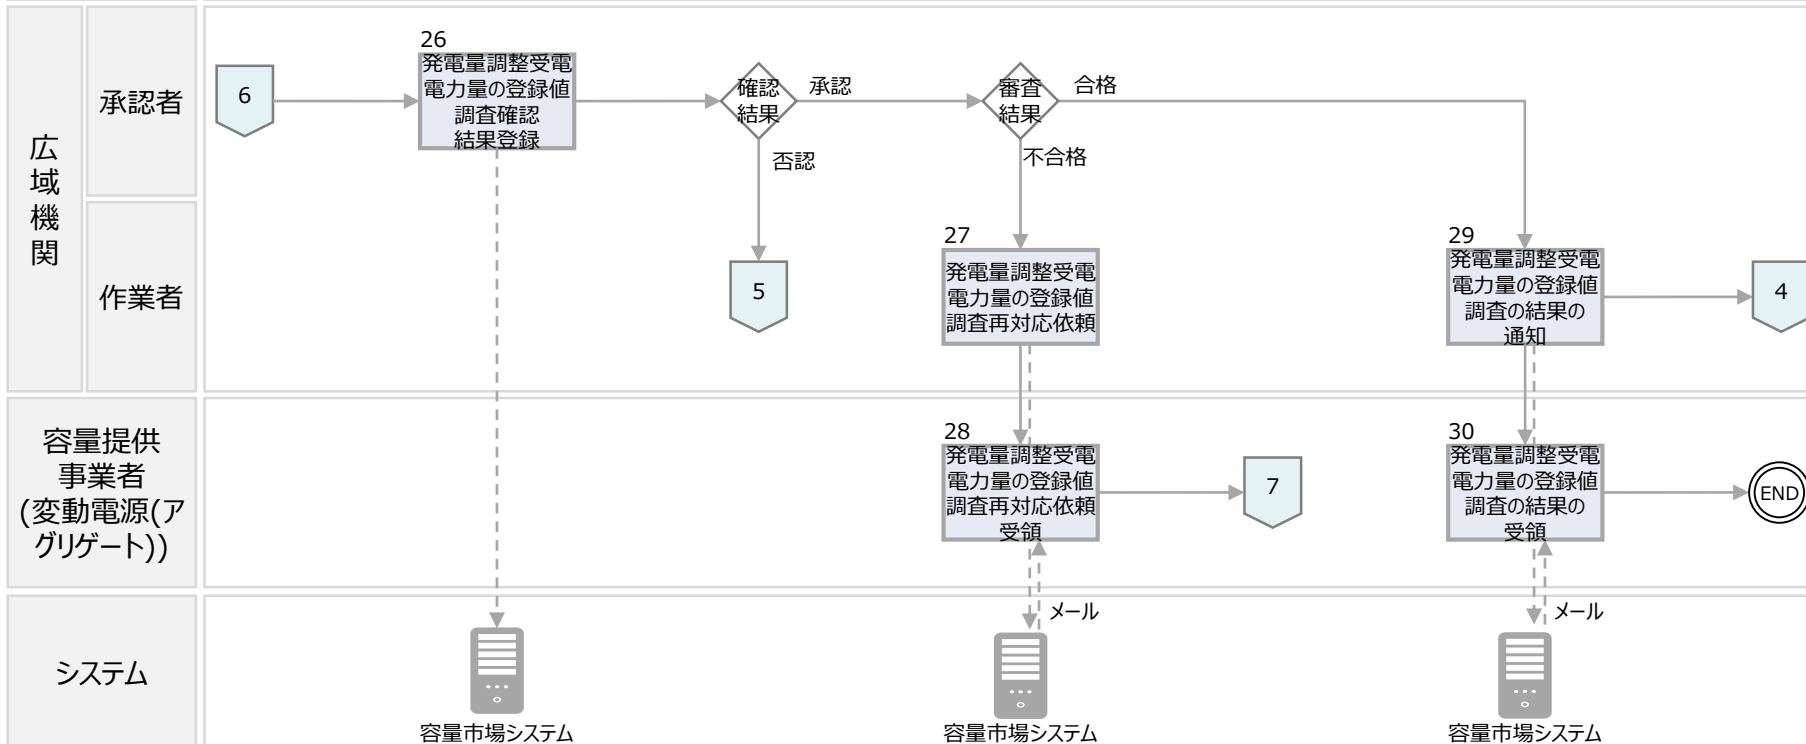 広
域
機
関
承認者
6
26
発電量調整受電
電力量の登録値
調査確認
結果登録
確認
結果
承認
否認
審査
結果
合格
不合格
作業者
5
27
発電量調整受電
電力量の登録値
調査再対応依頼
29
発電量調整受電
電力量の登録値
調査の結果の
通知
4
容量提供
事業者
(変動電源(ア
グリゲート))
28
発電量調整受電
電力量の登録値
調査再対応依頼
受領
7
30
発電量調整受電
電力量の登録値
調査の結果の
受領
END
システム
メール
メール
容量市場システム
容量市場システム
容量市場システム